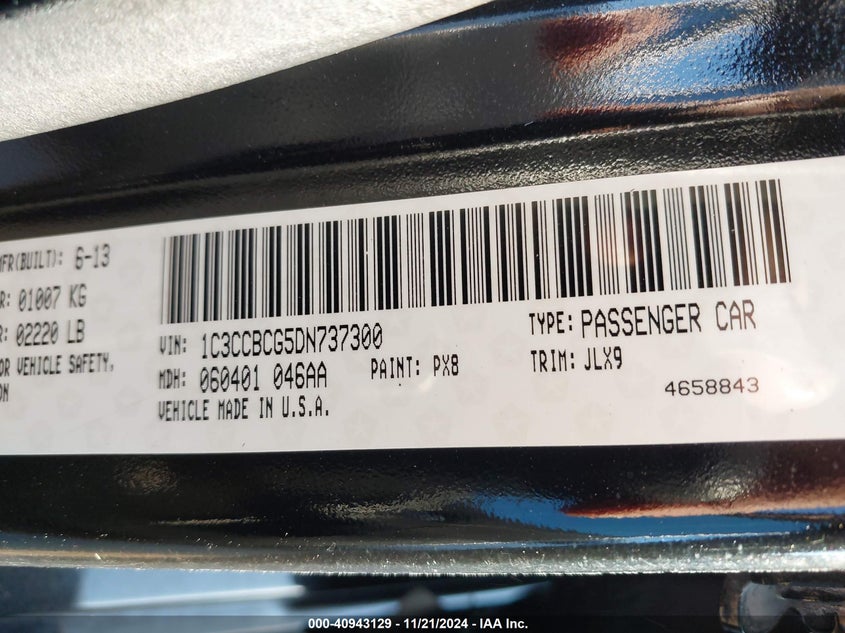 MFR(BUILT): 6-13
R: 01007 KG
R: 02220 LB
OR VEHICLE SAFETY,
ON
VIN: 1C3CCBCG5DN737300
TYPE: PASSENGER CAR
MDH: 060401 046AA
PAINT: PX8
TRIM: JLX9
VEHICLE MADE IN U.S.A.
4658843
000-40943129 - 11/21/2024 - IAA Inc.